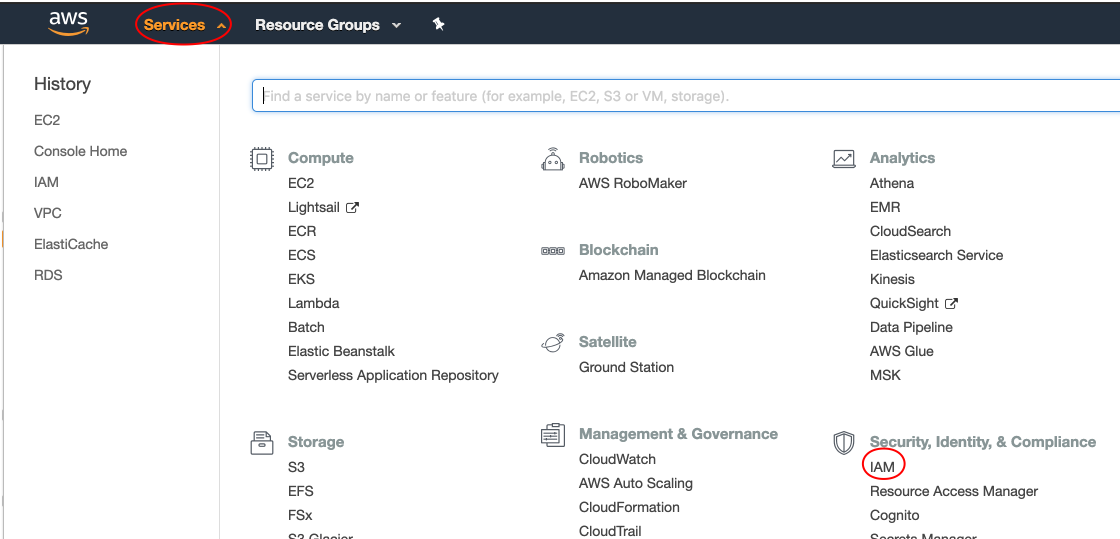 aws
Services
Resource Groups
History
EC2
Console Home
IAM
VPC
ElastiCache
RDS
Find a service by name or feature (for example, EC2, S3 or VM, storage).
Compute
EC2
Lightsail
ECR
ECS
EKS
Lambda
Batch
Elastic Beanstalk
Serverless Application Repository
Storage
S3
EFS
FSx
S3 Glacier
Robotics
AWS RoboMaker
Blockchain
Amazon Managed Blockchain
Satellite
Ground Station
Management & Governance
CloudWatch
AWS Auto Scaling
CloudFormation
CloudTrail
Analytics
Athena
EMR
CloudSearch
Elasticsearch Service
Kinesis
QuickSight
Data Pipeline
AWS Glue
MSK
Security, Identity, & Compliance
IAM
Resource Access Manager
Cognito
Secrets Manager